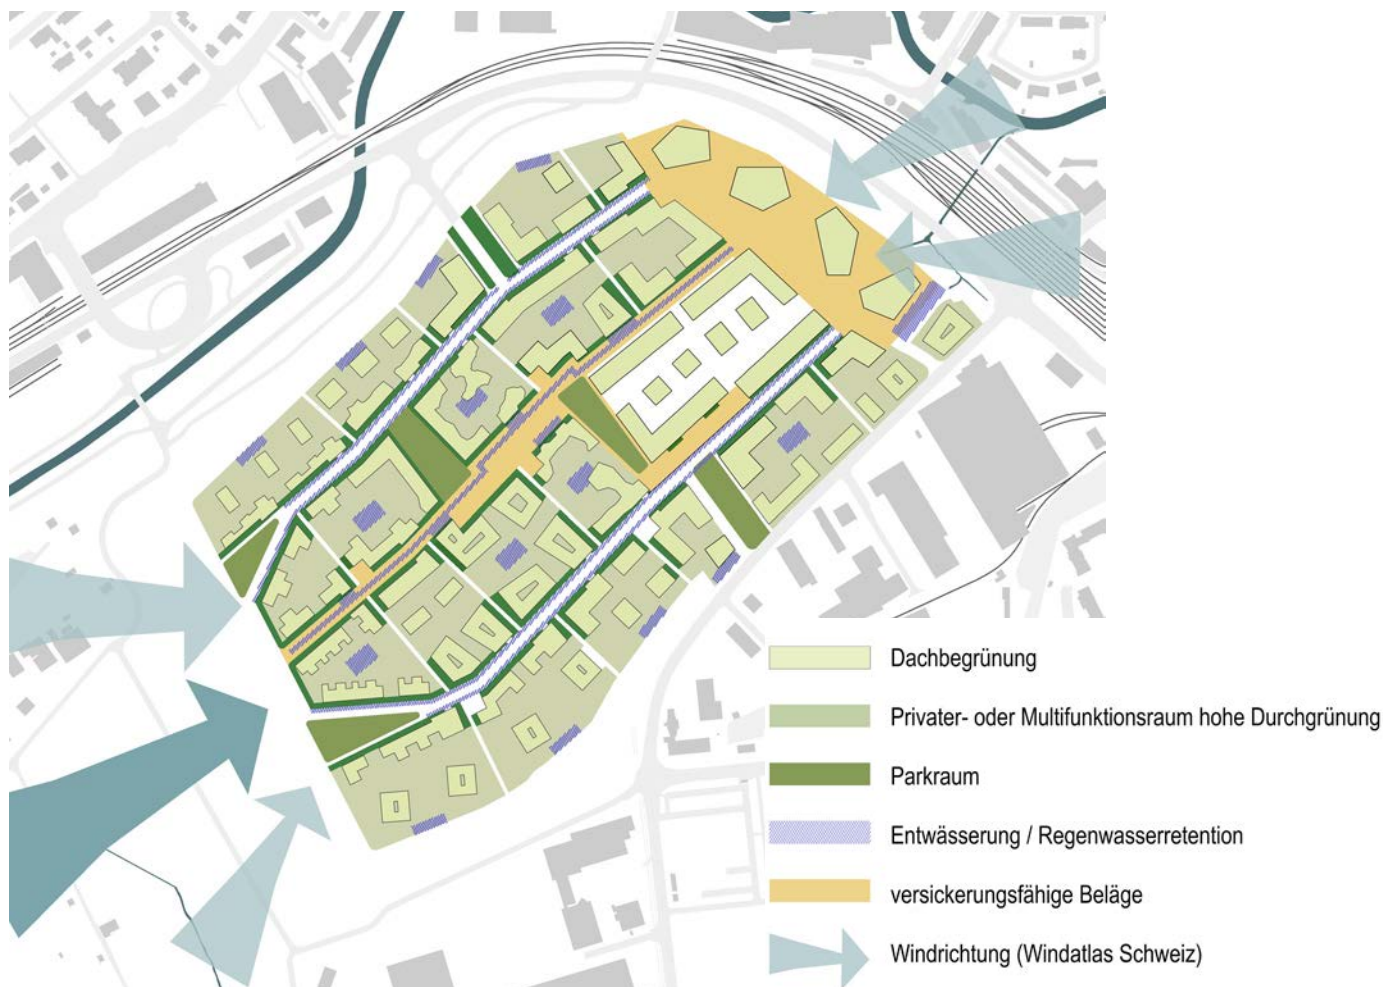 Dachbegrünung
Privater- oder Multifunktionsraum hohe Durchgrünung
Parkraum
Entwässerung / Regenwasserretention
versickerungsfähige Beläge
Windrichtung (Windatlas Schweiz)